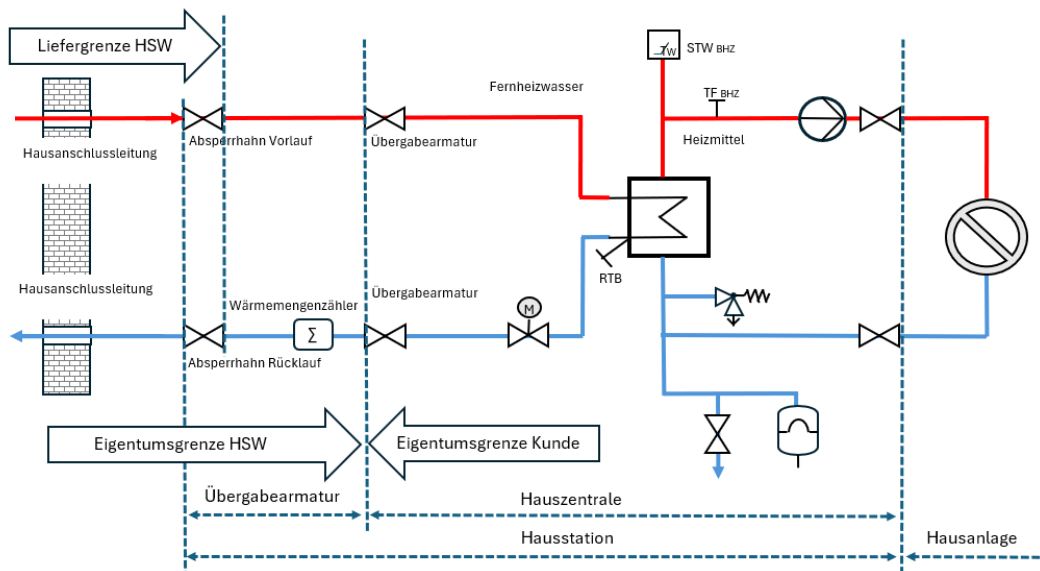 Liefergrenze HSW
STW BHZ
TW
Fernheizwasser
TF BHZ
Absperrhahn Vorlauf
Übergabearmatur
Heizmittel
Hausanschlussleitung
RTB
Hausanschlussleitung
Übergabearmatur
Wärmemengenzähler
M
Σ
Absperrhahn Rücklauf
Eigentumsgrenze HSW
Eigentumsgrenze Kunde
Übergabearmatur
Hauszentrale
Hausstation
Hausanlage